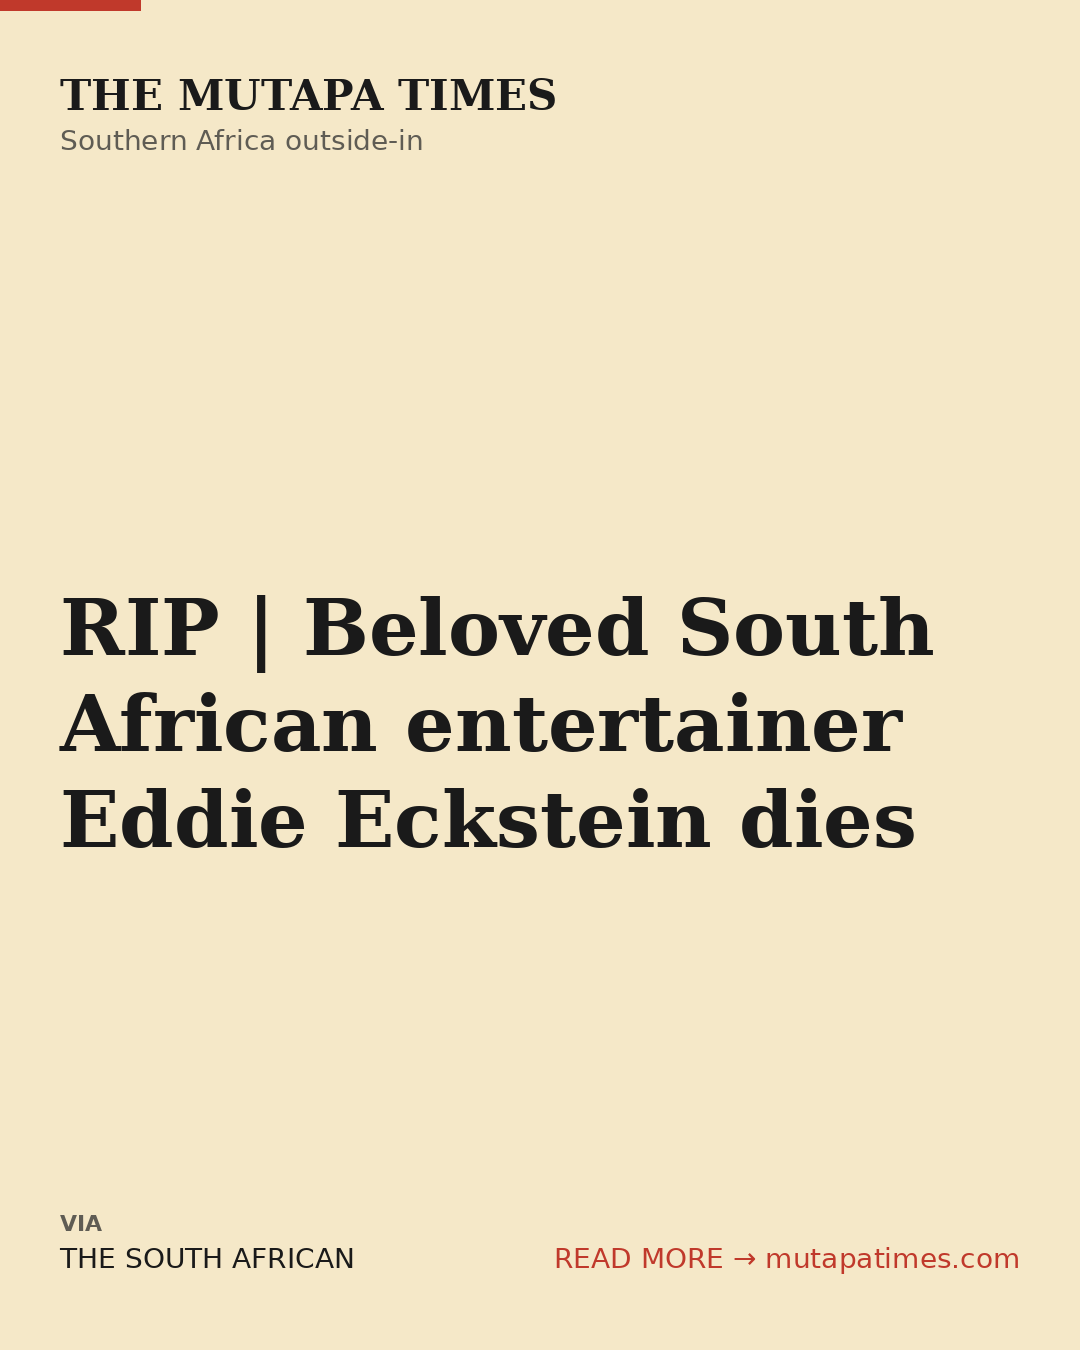 THE MUTAPA TIMES
Southern Africa outside-in
RIP | Beloved South
African entertainer
Eddie Eckstein dies
VIA
THE SOUTH AFRICAN
READ MORE → mutapatimes.com